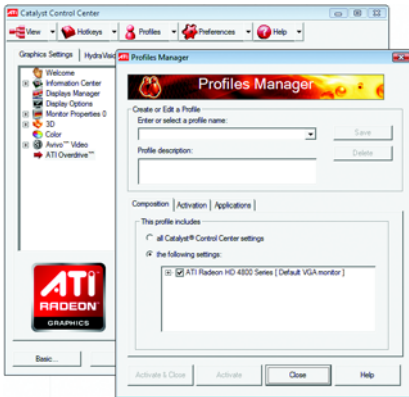 Catalyst Control Center
View
Hotkeys
Profiles
Preferences
Help
Graphics Settings
Welcome
Information Center
Displays Manager
Display Options
Monitor Properties 0
3D
Color
Avivo™ Video
ATI Overdrive™
ATI
RADEON
GRAPHICS
Basic...
Profiles Manager
Profiles Manager
Create or Edit a Profile
Enter or select a profile name:
Save
Profile description:
Delete
Composition
Activation
Applications
This profile includes
all Catalyst® Control Center settings
the following settings:
ATI Radeon HD 4800 Series [ Default VGA monitor ]
Activate & Close
Activate
Close
Help